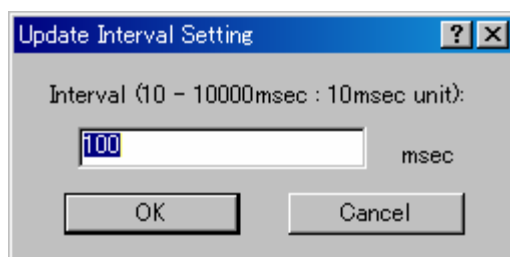 Update Interval Setting
Interval (10 - 10000msec : 10msec unit):
100 msec
OK Cancel